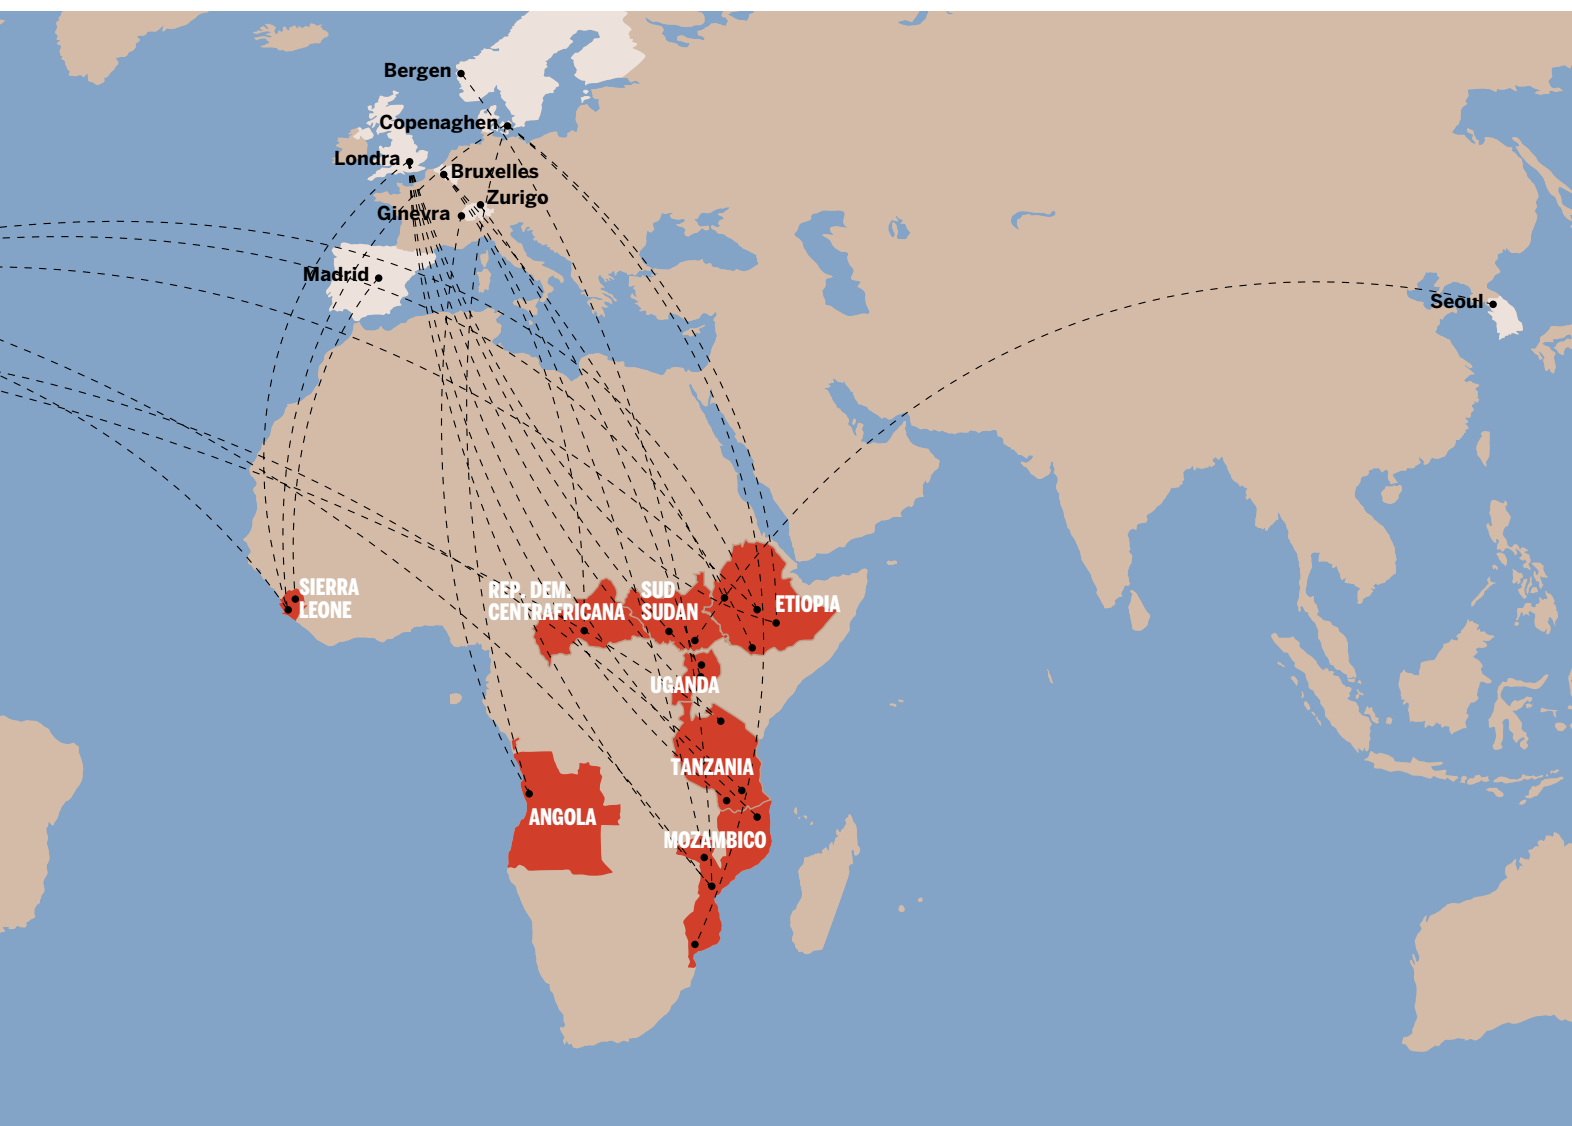 Bergen
Copenaghen
Londra
Bruxelles
Zurigo
Ginevra
Madrid
Seoul
SIERRA
LEONE
REP. DEM.
CENTRAFRICANA
SUD
SUDAN
ETIOPIA
UGANDA
TANZANIA
ANGOLA
MOZAMBICO